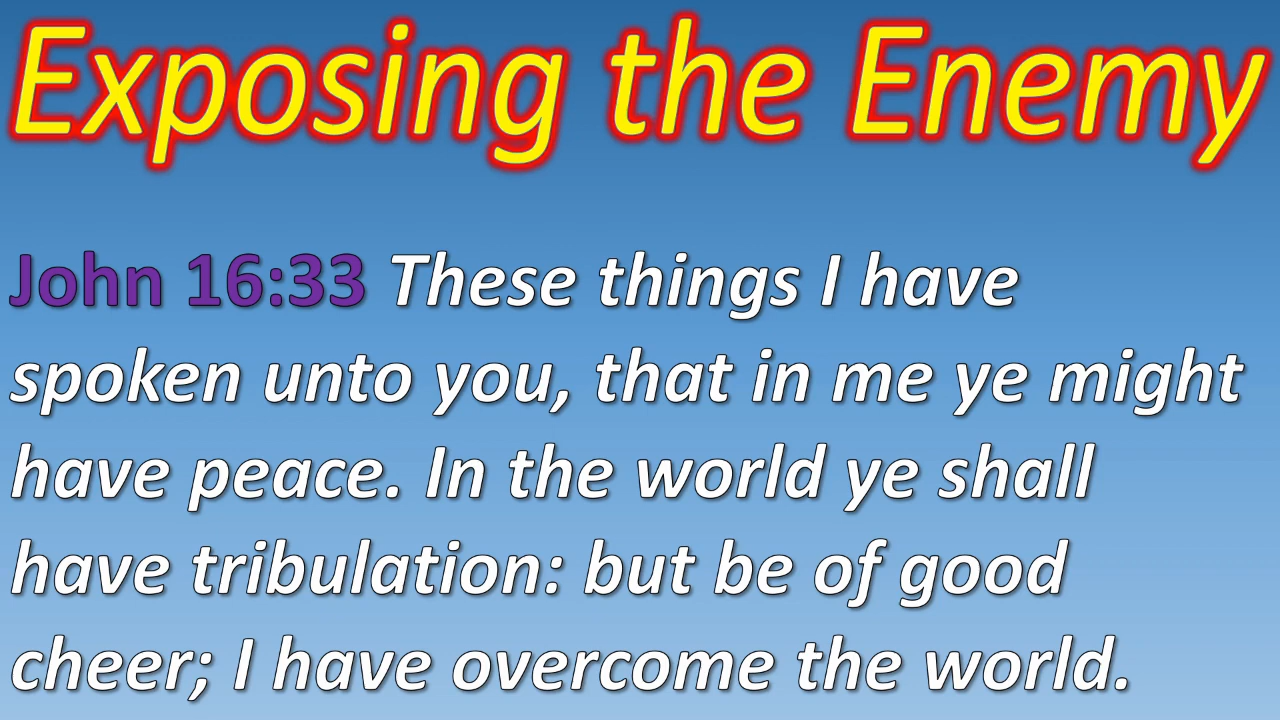 Exposing the Enemy
John 16:33 These things I have
spoken unto you, that in me ye might
have peace. In the world ye shall
have tribulation: but be of good
cheer; I have overcome the world.